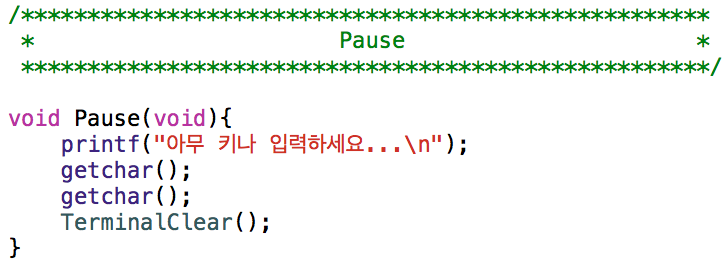 /****************************************************
 *                       Pause                      *
 ****************************************************/
void Pause(void){
    printf("아무 키나 입력하세요...\n");
    getchar();
    getchar();
    TerminalClear();
}